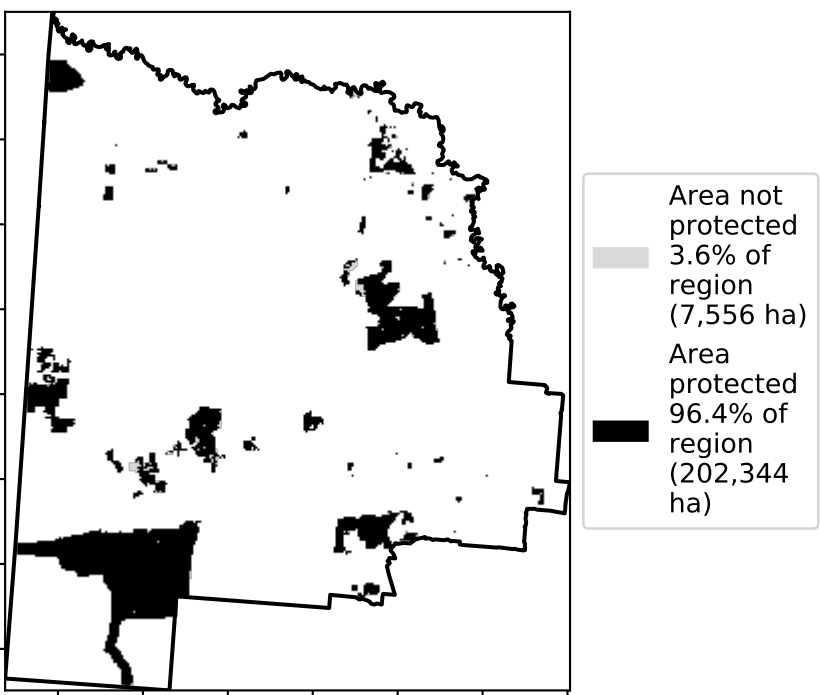 Area not
protected
3.6% of
region
(7,556 ha)
Area
protected
96.4% of
region
(202,344
ha)